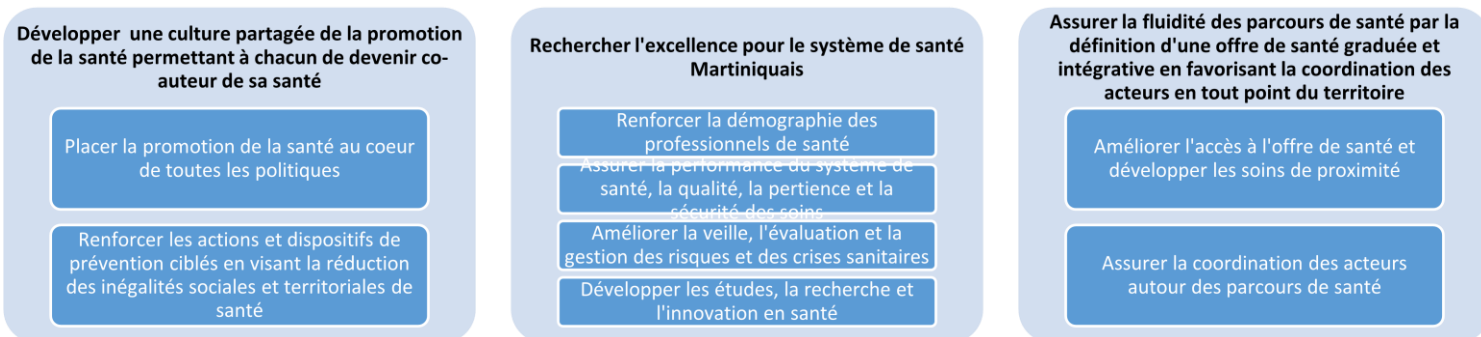 Développer une culture partagée de la promotion
de la santé permettant à chacun de devenir co-
auteur de sa santé
Placer la promotion de la santé au coeur
de toutes les politiques
Renforcer les actions et dispositifs de
prévention ciblés en visant la réduction
des inégalités sociales et territoriales de
santé
Rechercher l'excellence pour le système de santé
Martiniquais
Renforcer la démographie des
professionnels de santé
Assurer la performance du système de
santé, la qualité, la pertience et la
sécurité des soins
Améliorer la veille, l'évaluation et la
gestion des risques et des crises sanitaires
Développer les études, la recherche et
l'innovation en santé
Assurer la fluidité des parcours de santé par la
définition d'une offre de santé graduée et
intégrative en favorisant la coordination des
acteurs en tout point du territoire
Améliorer l'accès à l'offre de santé et
développer les soins de proximité
Assurer la coordination des acteurs
autour des parcours de santé